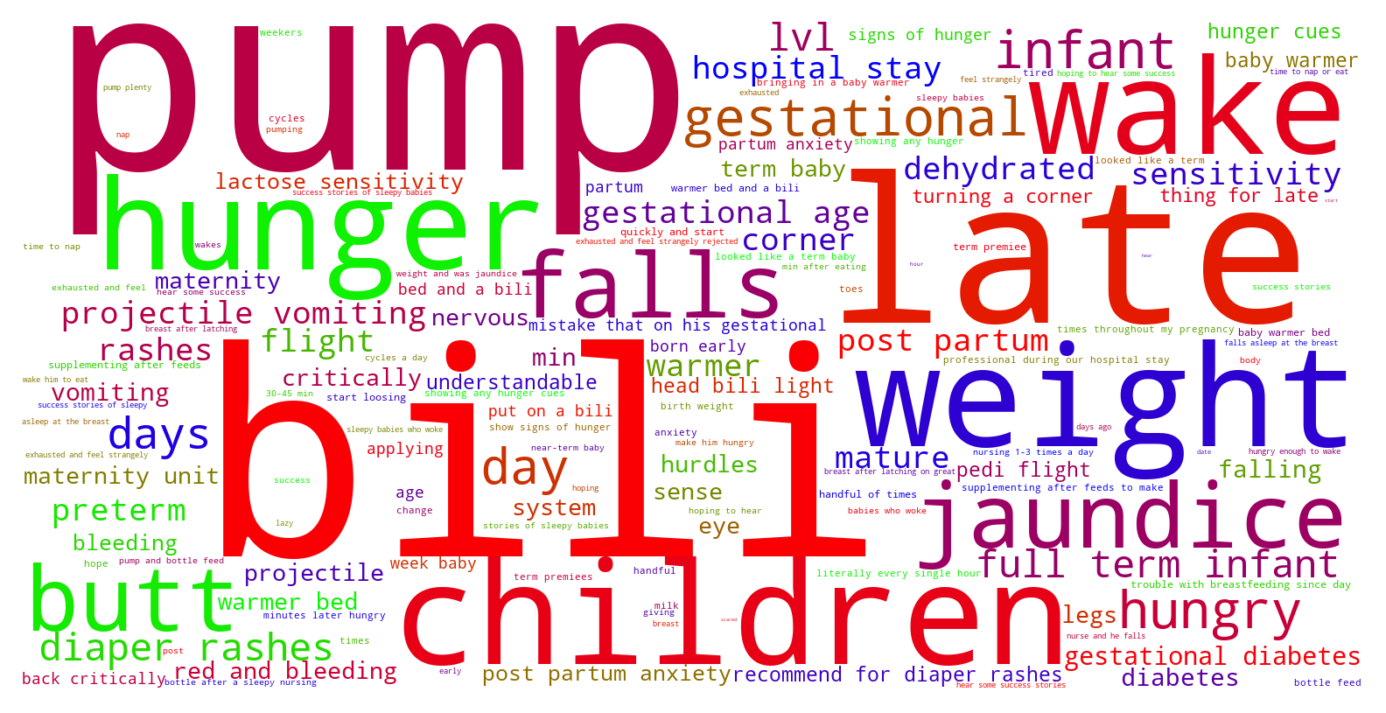 pump
weekers
pump plenty
cycles
pumping
nap
lvl
signs of hunger
infant
hunger cues
hospital stay
bringing in a baby warmer
feel strangely
tired
hoping to hear some success
baby warmer
time to nap or eat
exhausted
sleepy babies
gestational
wake
partum anxiety
showing any hunger
term baby
dehydrated
looked like a term
sensitivity
lactose sensitivity
success stories of sleepy babies
partum
warmer bed and a bili
turning a corner
thing for late
start
hunger
late
gestational age
quickly and start
exhausted and feel strangely rejected
corner
term premiee
time to nap
wakes
looked like a term baby
hear
min after eating
hour
falls
maternity
weight and was jaundice
exhausted and feel
hear some success
bed and a bili
toes
success stories
projectile vomiting
nervous
mistake that on his gestational
breast after latching
times throughout my pregnancy
baby warmer bed
flight
post partum
falls asleep at the breast
rashes
born early
min
cycles a day
warmer
professional during our hospital stay
body
supplementing after feeds
bili
weight
wake him to eat
critically
understandable
head bili light
vomiting
30-45 min
start loosing
showing any hunger cues
success stories of sleepy
put on a bili
birth weight
asleep at the breast
show signs of hunger
days
sleepy babies who woke
anxiety
days ago
make him hungry
applying
near-term baby
exhausted and feel strangely
nursing 1-3 times a day
date
hungry enough to wake
mature
day
hurdles
breast after latching on great
pedi flight
falling
maternity unit
success
hoping
age
sense
handful of times
supplementing after feeds to make
change
system
hoping to hear
babies who woke
preterm
lazy
stories of sleepy babies
eye
jaundice
bleeding
hope
pump and bottle feed
week baby
handful
full term infant
projectile
term premiees
literally every single hour
trouble with breastfeeding since day
butt
children
warmer bed
milk
giving
hungry
minutes later hungry
breast
scared
legs
diaper rashes
times
nurse and he falls
post
gestational diabetes
red and bleeding
early
back critically
bottle after a sleepy nursing
post partum anxiety
recommend for diaper rashes
hear some success stories
diabetes
bottle feed